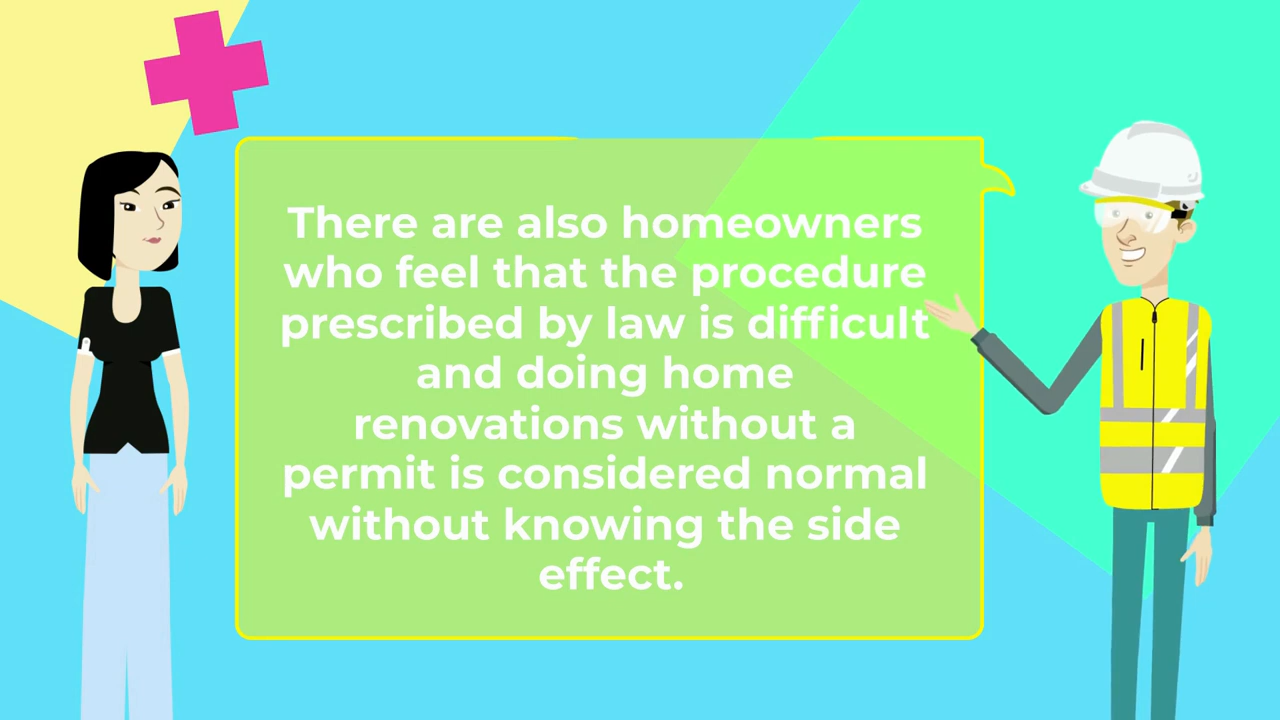 There are also homeowners
who feel that the procedure
prescribed by law is difficult
and doing home
renovations without a
permit is considered normal
without knowing the side
effect.